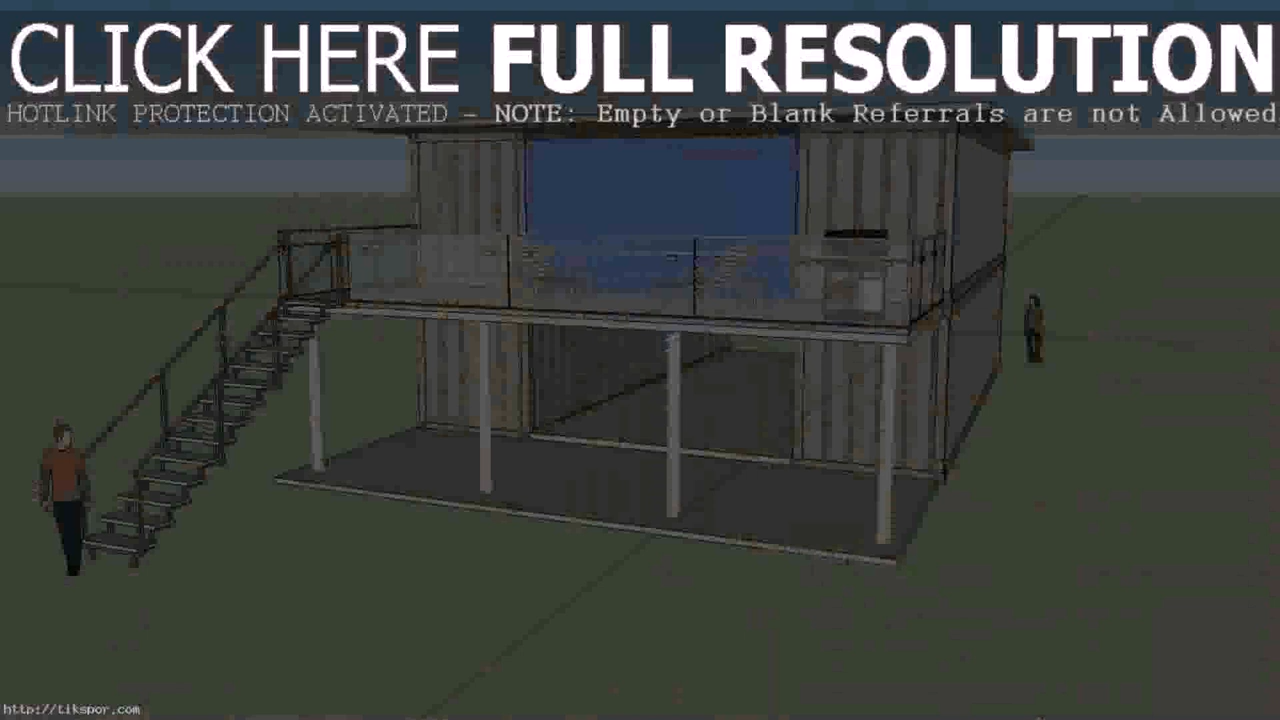 CLICK HERE FULL RESOLUTION
HOTLINK PROTECTION ACTIVATED – NOTE: Empty or Blank Referrals are not Allowed
http://tikspor.com